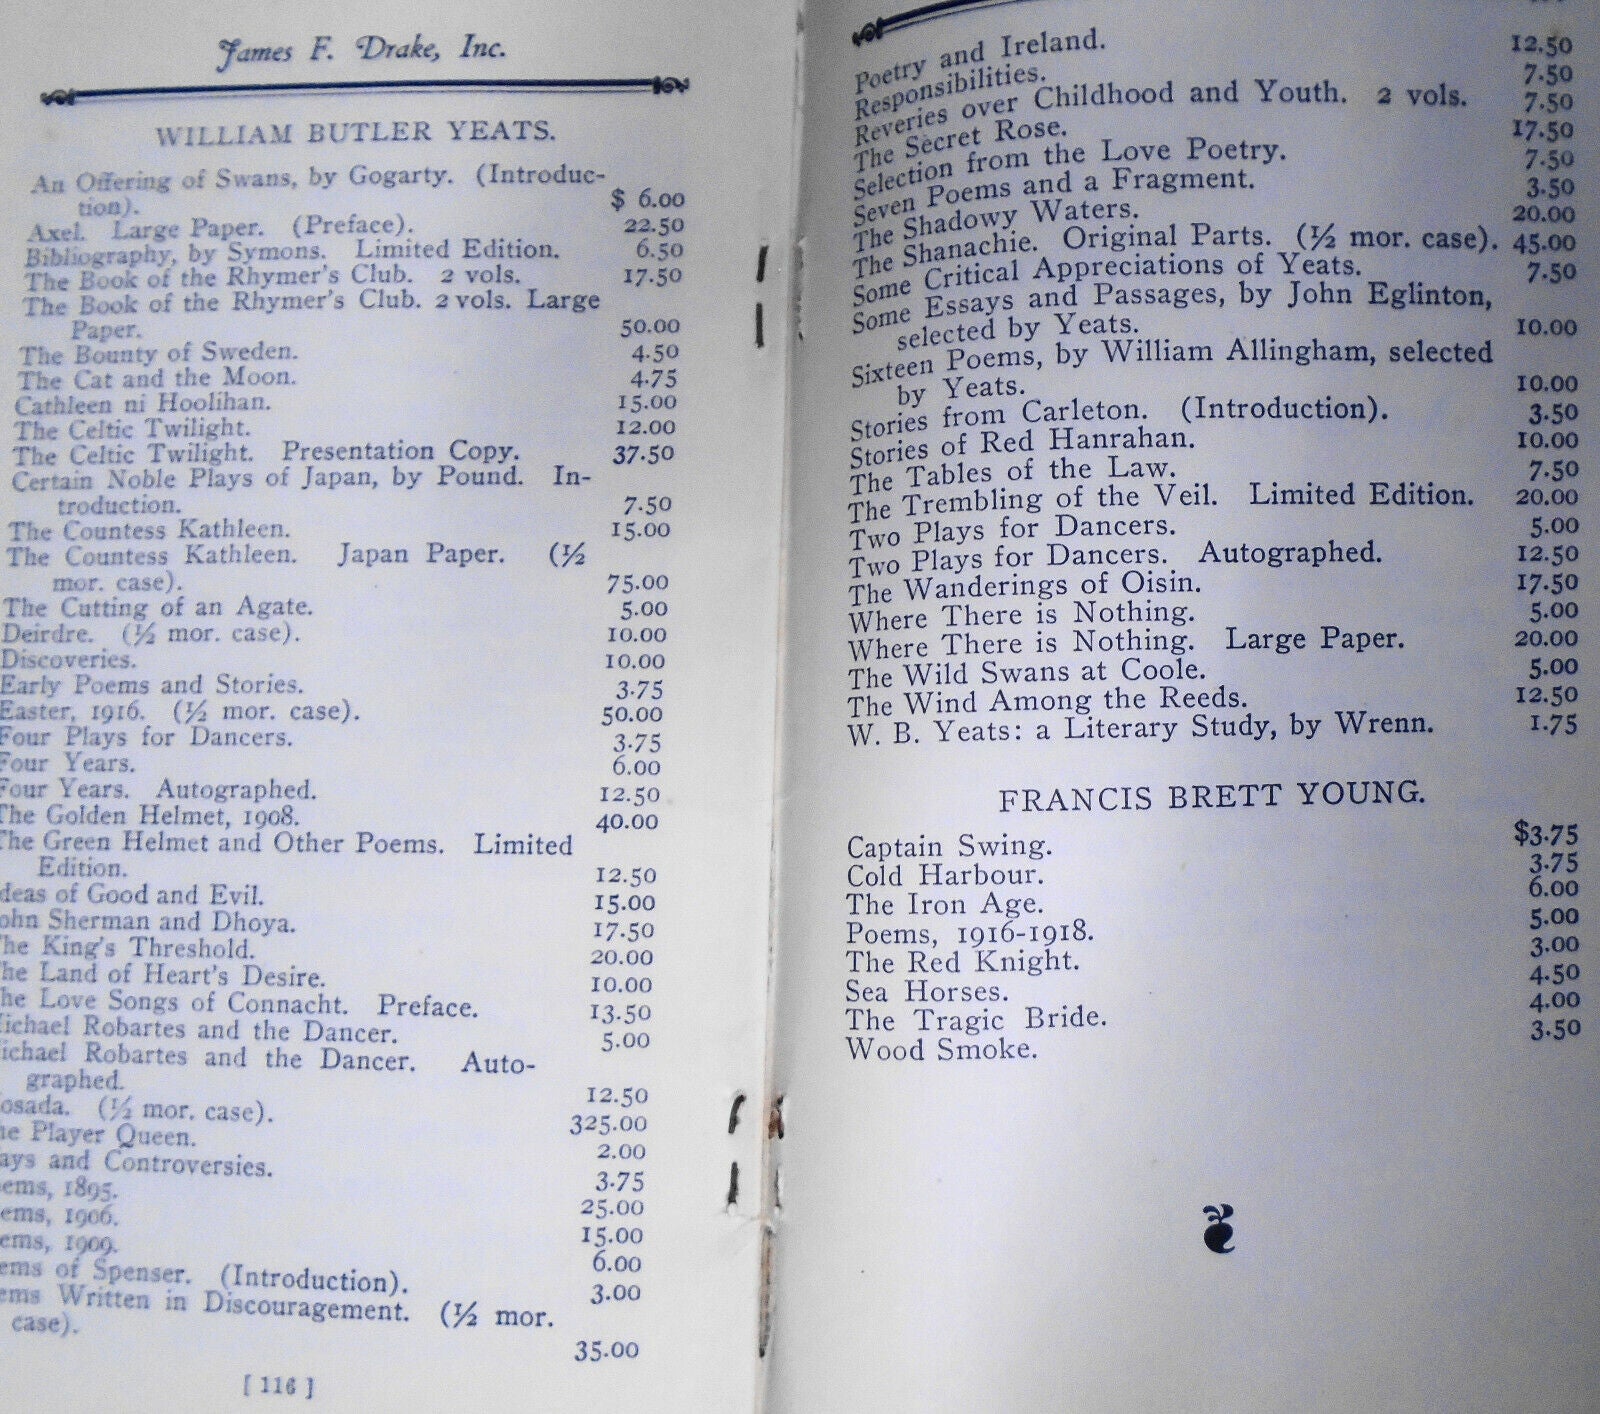 James F. Drake, Inc.
WILLIAM BUTLER YEATS.
An Offering of Swans, by Gogarty. (Introduc-
tion). $ 6.00
Axel. Large Paper. (Preface). 22.50
Bibliography, by Symons. Limited Edition. 6.50
The Book of the Rhymer's Club. 2 vols. 17.50
The Book of the Rhymer's Club. 2 vols. Large
Paper. 50.00
The Bounty of Sweden. 4.50
The Cat and the Moon. 4.75
Cathleen ni Hoolihan. 15.00
The Celtic Twilight. 12.00
The Celtic Twilight. Presentation Copy. 37.50
Certain Noble Plays of Japan, by Pound. In-
troduction. 7.50
The Countess Kathleen. 15.00
The Countess Kathleen. Japan Paper. (½
mor. case). 75.00
The Cutting of an Agate. 5.00
Deirdre. (½ mor. case). 10.00
Discoveries. 10.00
Early Poems and Stories. 3.75
Easter, 1916. (½ mor. case). 50.00
Four Plays for Dancers. 3.75
Four Years. 6.00
Four Years. Autographed. 12.50
The Golden Helmet, 1908. 40.00
The Green Helmet and Other Poems. Limited
Edition. 12.50
deas of Good and Evil. 15.00
ohn Sherman and Dhoya. 17.50
he King's Threshold. 20.00
he Land of Heart's Desire. 10.00
he Love Songs of Connacht. Preface. 13.50
ichael Robartes and the Dancer. 5.00
ichael Robartes and the Dancer. Auto-
graphed. 12.50
osada. (½ mor. case). 325.00
he Player Queen. 2.00
ays and Controversies. 3.75
ems, 1895. 25.00
ems, 1906. 15.00
ems, 1909. 6.00
ems of Spenser. (Introduction). 3.00
ems Written in Discouragement. (½ mor.
case). 35.00
[ 116 ]
Poetry and Ireland. 12.50
Responsibilities. 7.50
Reveries over Childhood and Youth. 2 vols. 7.50
The Secret Rose. 17.50
Selection from the Love Poetry. 7.50
Seven Poems and a Fragment. 3.50
The Shadowy Waters. 20.00
The Shanachie. Original Parts. (½ mor. case). 45.00
Some Critical Appreciations of Yeats. 7.50
Some Essays and Passages, by John Eglinton,
selected by Yeats. 10.00
Sixteen Poems, by William Allingham, selected
by Yeats. 10.00
Stories from Carleton. (Introduction). 3.50
Stories of Red Hanrahan. 10.00
The Tables of the Law. 7.50
The Trembling of the Veil. Limited Edition. 20.00
Two Plays for Dancers. 5.00
Two Plays for Dancers. Autographed. 12.50
The Wanderings of Oisin. 17.50
Where There is Nothing. 5.00
Where There is Nothing. Large Paper. 20.00
The Wild Swans at Coole. 5.00
The Wind Among the Reeds. 12.50
W. B. Yeats: a Literary Study, by Wrenn. 1.75
FRANCIS BRETT YOUNG.
Captain Swing. $3.75
Cold Harbour. 3.75
The Iron Age. 6.00
Poems, 1916-1918. 5.00
The Red Knight. 3.00
Sea Horses. 4.50
The Tragic Bride. 4.00
Wood Smoke. 3.50